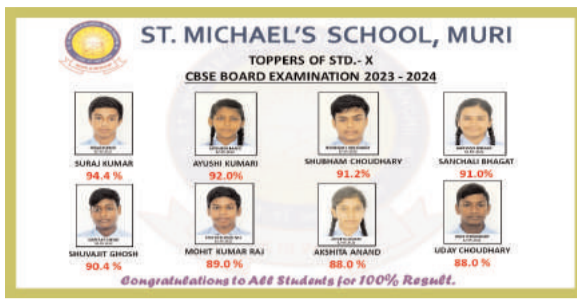 ST. MICHAEL'S SCHOOL, MURI
TOPPERS OF STD.- X
CBSE BOARD EXAMINATION 2023 - 2024
SURAJ KUMAR AYUSHI KUMARI SHUBHAM CHOUDHARY SANCHALI BHAGAT
94.4 % 92.0% 91.2% 91.0%
SHUVAJIT GHOSH MOHIT KUMAR RAJ AKSHITA ANAND UDAY CHOUDHARY
90.4 % 89.0 % 88.0 % 88.0 %
Congratulations to All Students for 100% Result.